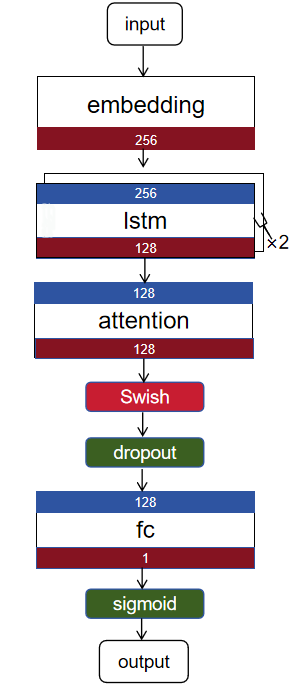 input
embedding
256
256
lstm
128
×2
128
attention
128
Swish
dropout
128
fc
1
sigmoid
output